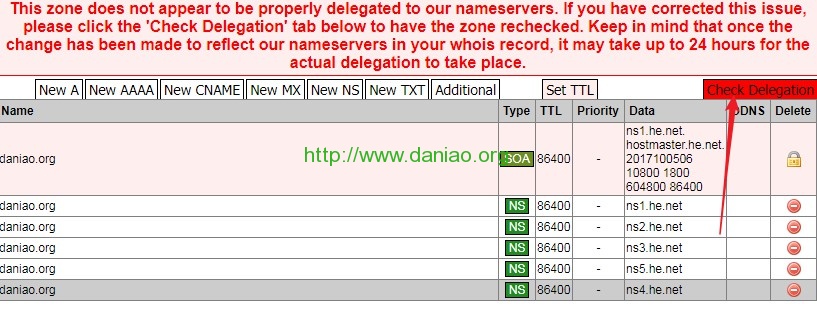 This zone does not appear to be properly delegated to our nameservers. If you have corrected this issue,
please click the 'Check Delegation' tab below to have the zone rechecked. Keep in mind that once the
change has been made to reflect our nameservers in your whois record, it may take up to 24 hours for the
actual delegation to take place.
New A New AAAA New CNAME New MX New NS New TXT Additional Set TTL Check Delegation
Name Type TTL Priority Data DDNS Delete
ns1.he.net.
hostmaster.he.net.
daniao.org http://www.daniao.org SOA 86400 - 2017100506
10800 1800
604800 86400
daniao.org NS 86400 - ns1.he.net
daniao.org NS 86400 - ns2.he.net
daniao.org NS 86400 - ns3.he.net
daniao.org NS 86400 - ns5.he.net
daniao.org NS 86400 - ns4.he.net